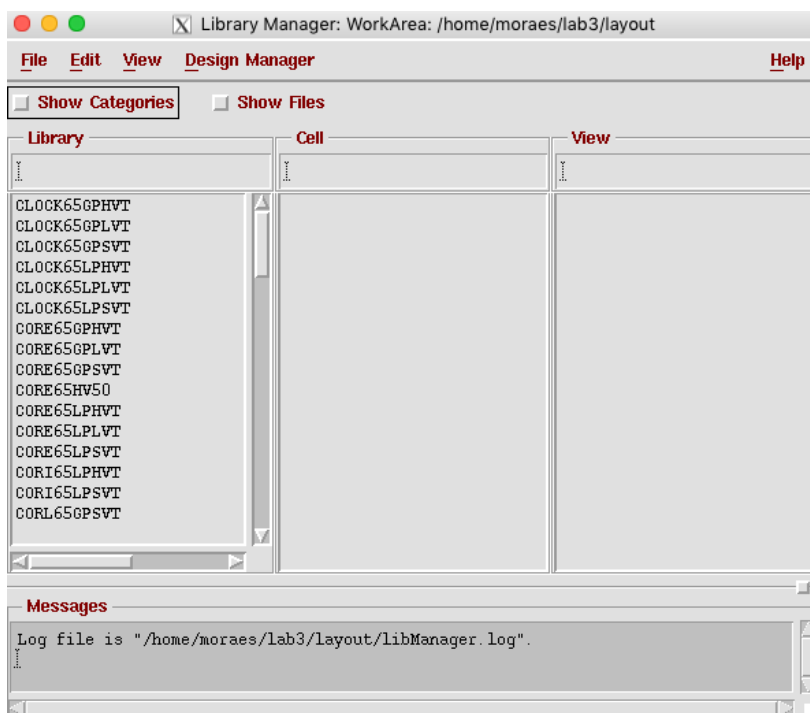 Library Manager: WorkArea: /home/moraes/lab3/layout
File Edit View Design Manager Help
Show Categories Show Files
Library Cell View
CLOCK65GPHVT
CLOCK65GPLVT
CLOCK65GPSVT
CLOCK65LPHVT
CLOCK65LPLVT
CLOCK65LPSVT
CORE65GPHVT
CORE65GPLVT
CORE65GPSVT
CORE65HV50
CORE65LPHVT
CORE65LPLVT
CORE65LPSVT
CORI65LPHVT
CORI65LPSVT
CORL65GPSVT
Messages
Log file is "/home/moraes/lab3/layout/libManager.log".